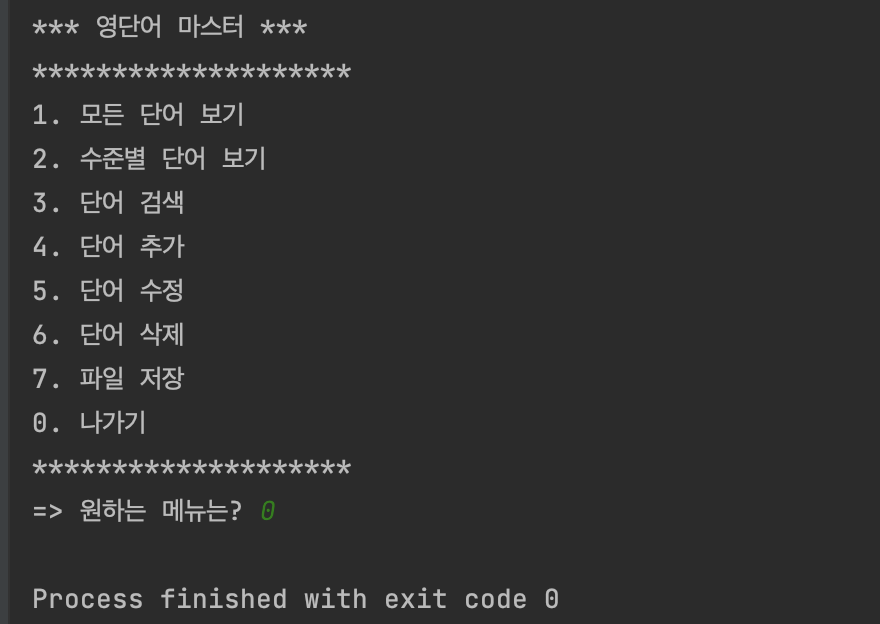 *** 영단어 마스터 ***
********************
1. 모든 단어 보기
2. 수준별 단어 보기
3. 단어 검색
4. 단어 추가
5. 단어 수정
6. 단어 삭제
7. 파일 저장
0. 나가기
********************
=> 원하는 메뉴는? 0
Process finished with exit code 0